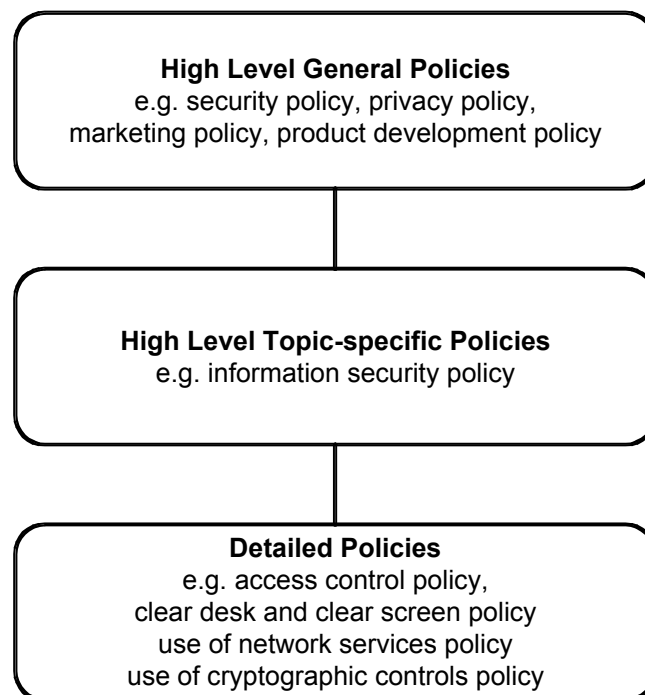 High Level General Policies
e.g. security policy, privacy policy,
marketing policy, product development policy
High Level Topic-specific Policies
e.g. information security policy
Detailed Policies
e.g. access control policy,
clear desk and clear screen policy
use of network services policy
use of cryptographic controls policy